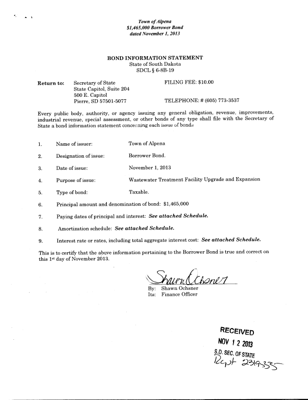 Town of Alpena
$1,465,000 Borrower Bond
dated November 1, 2013
BOND INFORMATION STATEMENT
State of South Dakota
SDCL § 6-8B-19
Return to: Secretary of State FILING FEE: $10.00
State Capitol, Suite 204
500 E. Capitol
Pierre, SD 57501-5077 TELEPHONE: # (605) 773-3537
Every public body, authority, or agency issuing any general obligation, revenue, improvements,
industrial revenue, special assessment, or other bonds of any type shall file with the Secretary of
State a bond information statement concerning each issue of bonds.
1. Name of issuer: Town of Alpena
2. Designation of issue: Borrower Bond.
3. Date of issue: November 1, 2013
4. Purpose of issue: Wastewater Treatment Facility Upgrade and Expansion
5. Type of bond: Taxable.
6. Principal amount and denomination of bond: $1,465,000
7. Paying dates of principal and interest: See attached Schedule.
8. Amortization schedule: See attached Schedule.
9. Interest rate or rates, including total aggregate interest cost: See attached Schedule.
This is to certify that the above information pertaining to the Borrower Bond is true and correct on
this 1st day of November 2013.
Shawn Ochsner
By: Shawn Ochsner
Its: Finance Officer
RECEIVED
NOV 12 2013
S.D. SEC. OF STATE
Rcpt 2319335